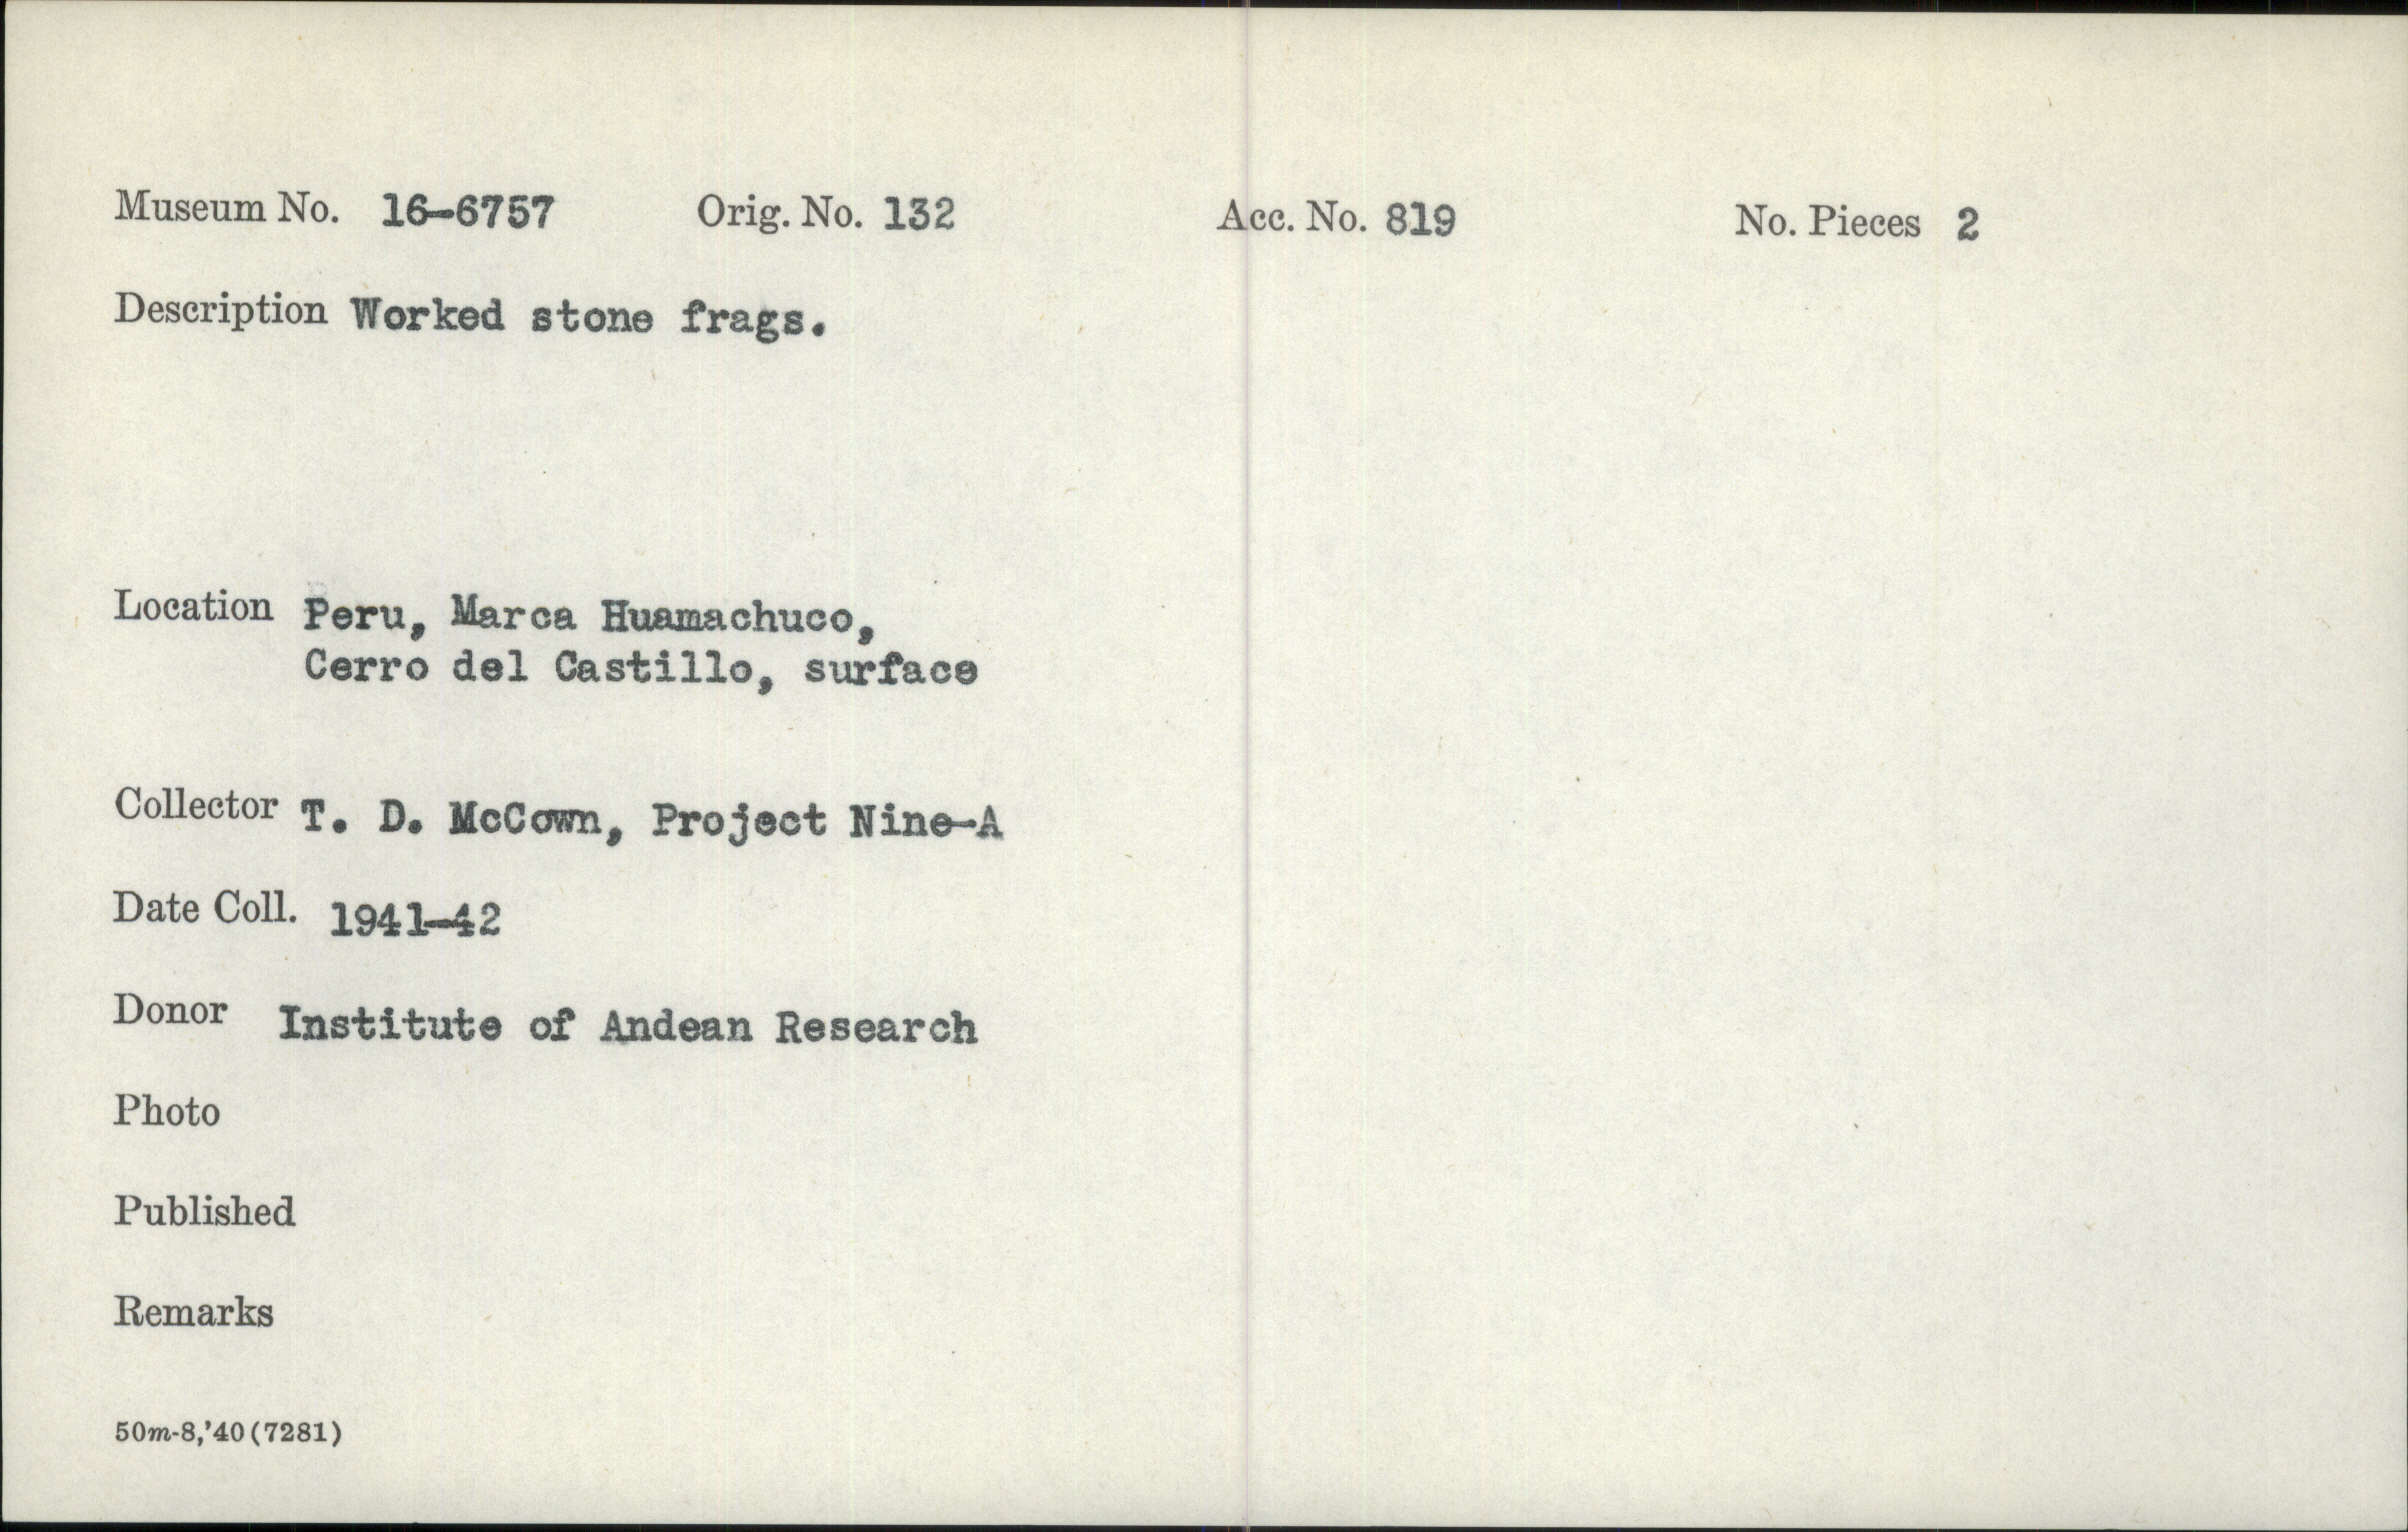 Museum No. 16-6757 Orig. No. 132 Acc. No. 819 No. Pieces 2
Description Worked stone frags.
Location Peru, Marca Huamachuco,
Cerro del Castillo, surface
Collector T. D. McCown, Project Nine-A
Date Coll. 1941-42
Donor Institute of Andean Research
Photo
Published
Remarks
50m-8,'40(7281)